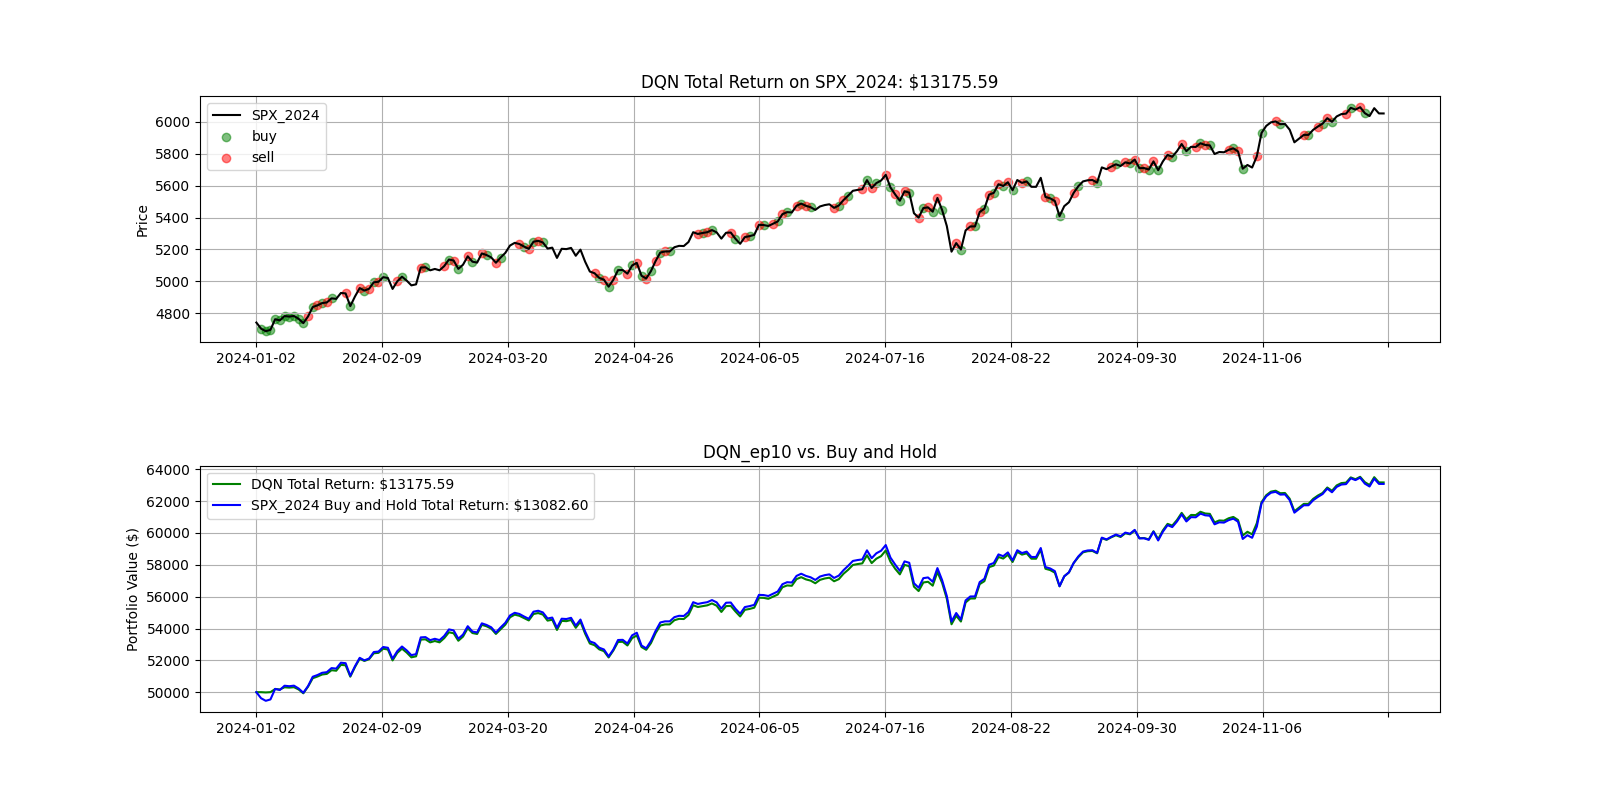 DQN Total Return on SPX_2024: $13175.59
SPX_2024
buy
sell
Price
6000
5800
5600
5400
5200
5000
4800
2024-01-02 2024-02-09 2024-03-20 2024-04-26 2024-06-05 2024-07-16 2024-08-22 2024-09-30 2024-11-06
DQN_ep10 vs. Buy and Hold
DQN Total Return: $13175.59
SPX_2024 Buy and Hold Total Return: $13082.60
Portfolio Value ($)
64000
62000
60000
58000
56000
54000
52000
50000
2024-01-02 2024-02-09 2024-03-20 2024-04-26 2024-06-05 2024-07-16 2024-08-22 2024-09-30 2024-11-06